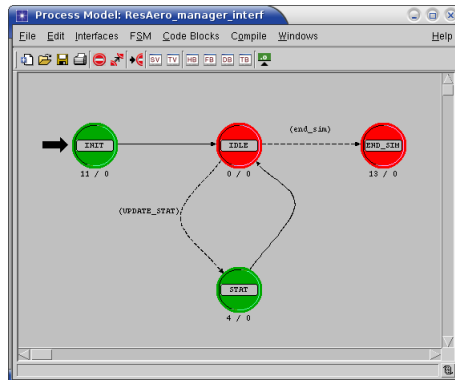 Process Model: ResAero_manager_interf
File Edit Interfaces FSM Code Blocks Compile Windows Help
SV TV HB FB DB TB
(end_sim)
INIT IDLE END_SIM
11 / 0 0 / 0 13 / 0
(UPDATE_STAT)
STAT
4 / 0